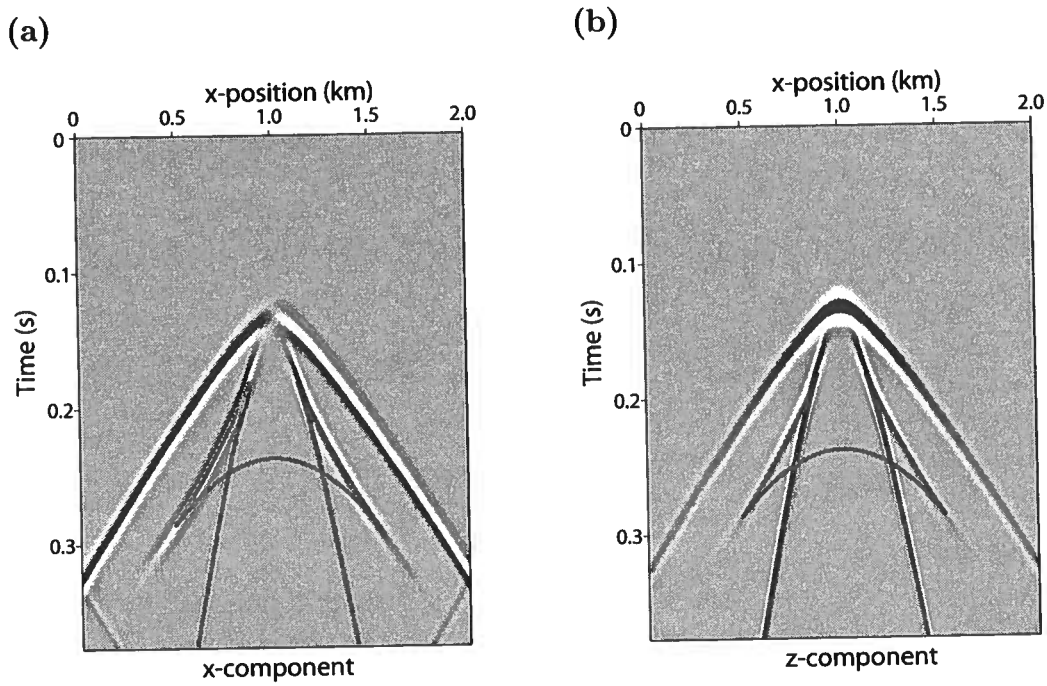 (a)
x-position (km)
0 0.5 1.0 1.5 2.0
0
0.1
0.2
0.3
Time (s)
x-component
(b)
x-position (km)
0 0.5 1.0 1.5 2.0
0
0.1
0.2
0.3
Time (s)
z-component